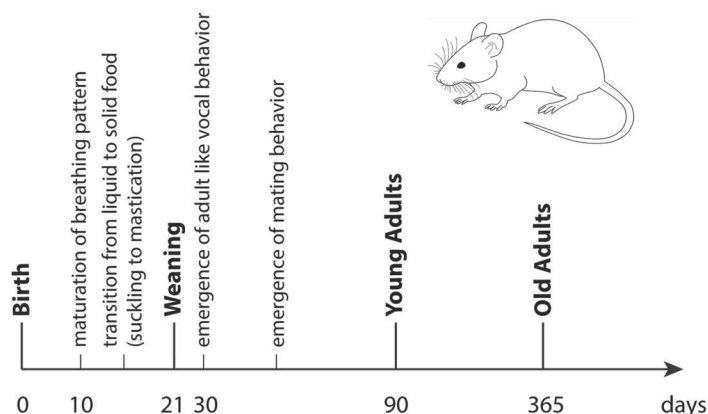 Birth
maturation of breathing pattern
transition from liquid to solid food
(suckling to mastication)
Weaning
emergence of adult like vocal behavior
emergence of mating behavior
Young Adults
Old Adults
0 10 21 30 90 365 days